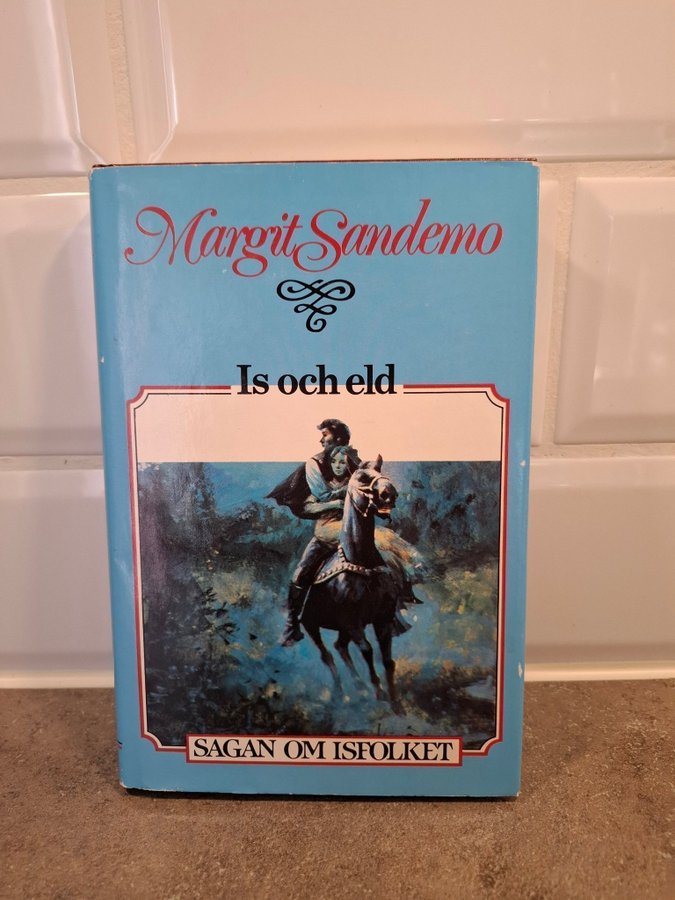 Margit Sandemo
Is och eld
SAGAN OM ISFOLKET